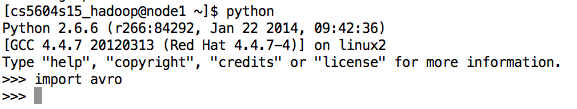 [cs5604s15_hadoop@node1 ~]$ python
Python 2.6.6 (r266:84292, Jan 22 2014, 09:42:36)
[GCC 4.4.7 20120313 (Red Hat 4.4.7-4)] on linux2
Type "help", "copyright", "credits" or "license" for more information.
>>> import avro
>>>